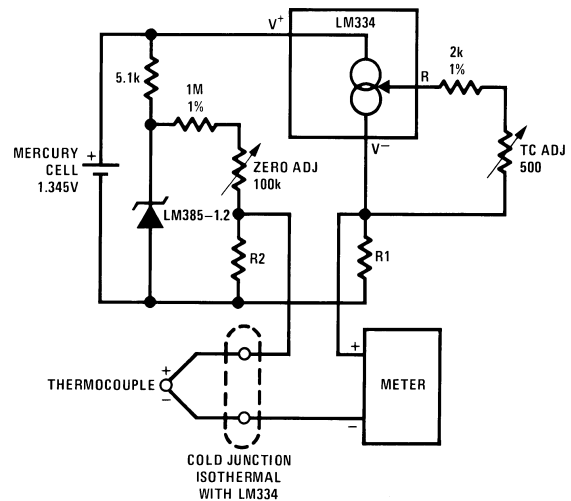 LM334
V+
R
2k
1%
5.1k
1M
1%
V−
TC ADJ
500
MERCURY
CELL
1.345V
+
ZERO ADJ
100k
LM385–1.2
R2
R1
+
+
THERMOCOUPLE
METER
−
−
COLD JUNCTION
ISOTHERMAL
WITH LM334